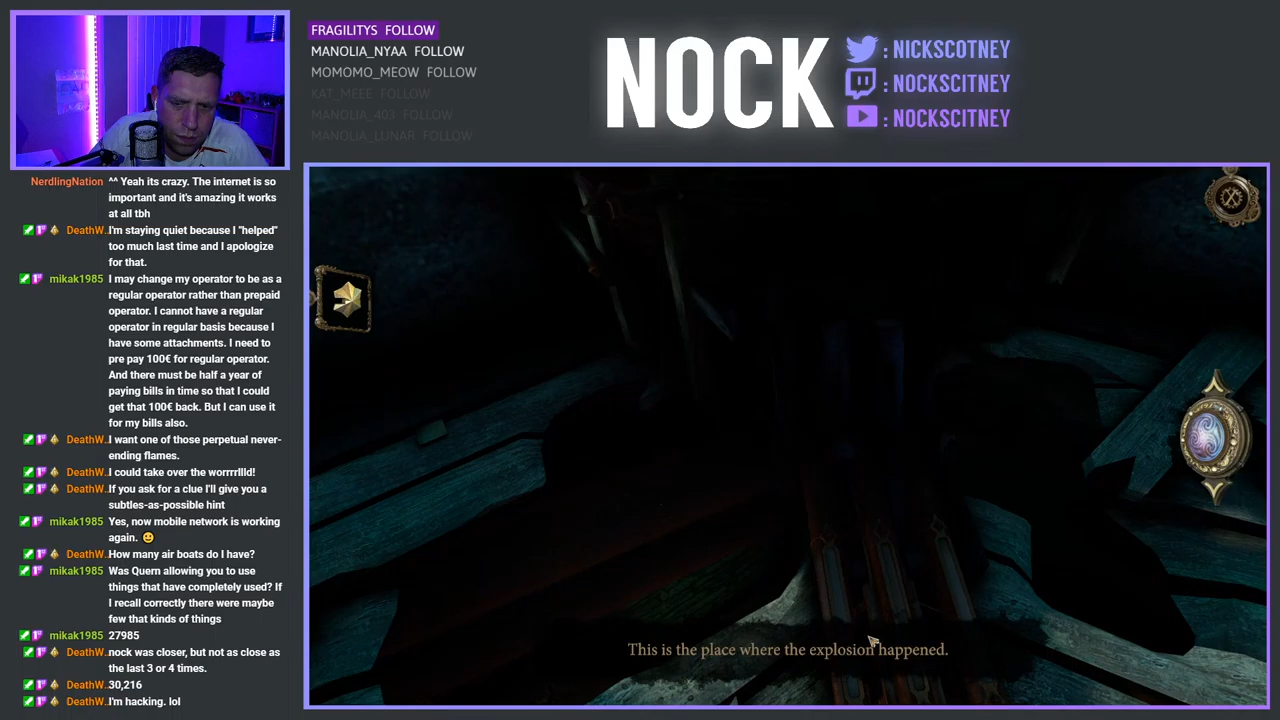 FRAGILITYS FOLLOW
MANOLIA_NYAA FOLLOW
MOMOMO_MEOW FOLLOW
KAT_MEEE FOLLOW
MANOLIA_403 FOLLOW
MANOLIA_LUNAR FOLLOW
NOCK
: NICKSCOTNEY
: NOCKSCITNEY
: NOCKSCITNEY
NerdlingNation ^^ Yeah its crazy. The internet is so
important and it's amazing it works
at all tbh
DeathW.. I'm staying quiet because I "helped"
too much last time and I apologize
for that.
mikak1985 I may change my operator to be as a
regular operator rather than prepaid
operator. I cannot have a regular
operator in regular basis because I
have some attachments. I need to
pre pay 100€ for regular operator.
And there must be half a year of
paying bills in time so that I could
get that 100€ back. But I can use it
for my bills also.
DeathW.. I want one of those perpetual never-
ending flames.
DeathW.. I could take over the worrrrllld!
DeathW.. If you ask for a clue I'll give you a
subtles-as-possible hint
mikak1985 Yes, now mobile network is working
again.
DeathW.. How many air boats do I have?
mikak1985 Was Quern allowing you to use
things that have completely used? If
I recall correctly there were maybe
few that kinds of things
mikak1985 27985
DeathW.. nock was closer, but not as close as
the last 3 or 4 times.
DeathW.. 30,216
DeathW.. I'm hacking. lol
This is the place where the explosion happened.